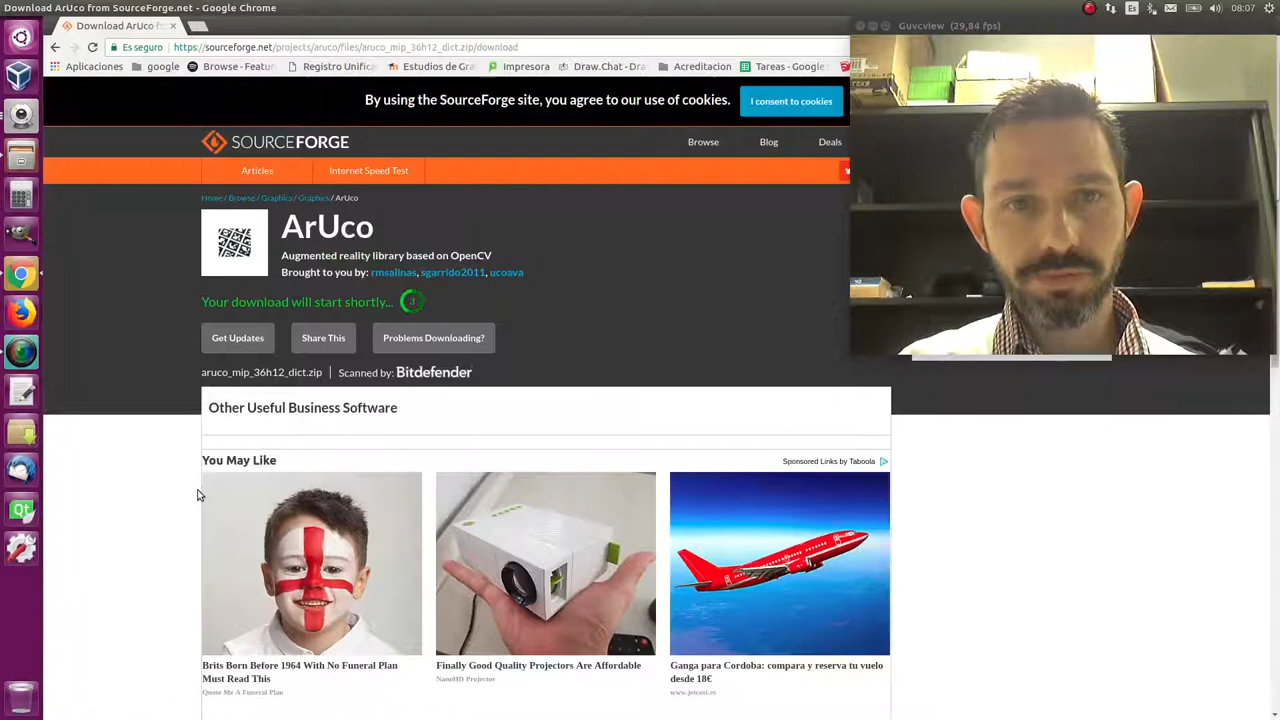 Download ArUco from SourceForge.net - Google Chrome
Es
08:07
Download ArUco from S
Guvcview (29,84 fps)
Es seguro
https://sourceforge.net/projects/aruco/files/aruco_mip_36h12_dict.zip/download
Aplicaciones
google
Browse - Featur
Registro Unific
Estudios de Gra
Impresora
Draw.Chat - Dra
Acreditacion
Tareas - Google
By using the SourceForge site, you agree to our use of cookies.
I consent to cookies
SOURCEFORGE
Browse
Blog
Deals
Articles
Internet Speed Test
Home / Browse / Graphics / Graphics / ArUco
ArUco
Augmented reality library based on OpenCV
Brought to you by: rmsalinas, sgarrido2011, ucoava
Your download will start shortly... 3
Get Updates
Share This
Problems Downloading?
aruco_mip_36h12_dict.zip | Scanned by: Bitdefender
Other Useful Business Software
You May Like
Sponsored Links by Taboola
Brits Born Before 1964 With No Funeral Plan
Must Read This
Quote Me A Funeral Plan
Finally Good Quality Projectors Are Affordable
NanoHD Projector
Ganga para Cordoba: compara y reserva tu vuelo
desde 18€
www.jetcost.es
Qt